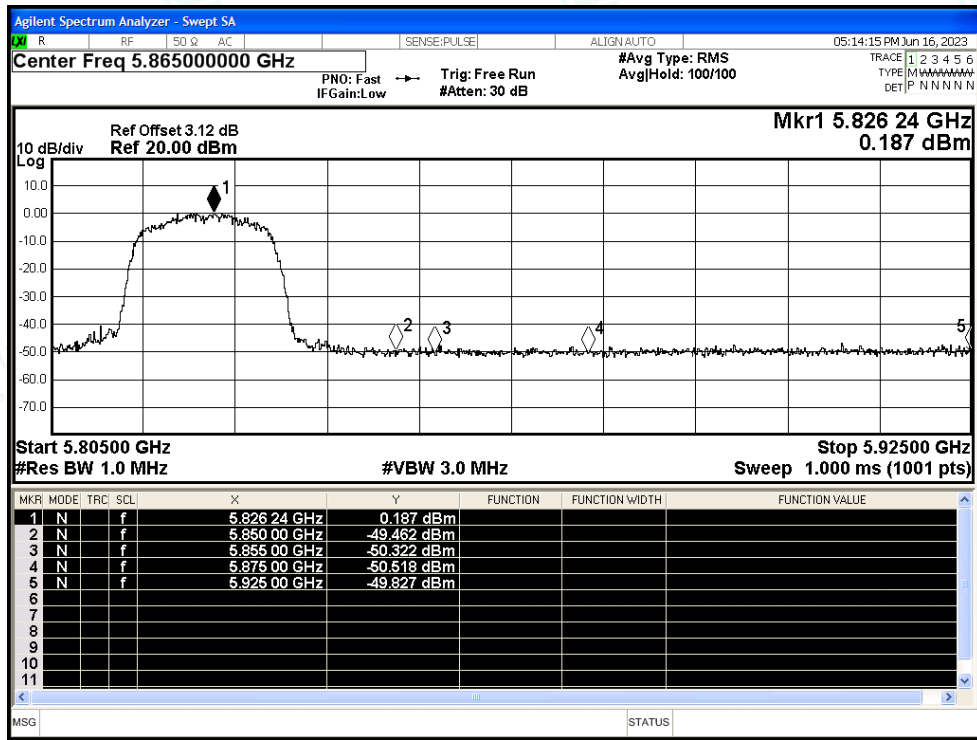 Agilent Spectrum Analyzer - Swept SA
LXI R RF 50 Ω AC SENSE:PULSE ALIGN AUTO 05:14:15 PM Jun 16, 2023
Center Freq 5.865000000 GHz
PNO: Fast Trig: Free Run #Avg Type: RMS TRACE 1 2 3 4 5 6
IFGain:Low #Atten: 30 dB Avg|Hold: 100/100 TYPE M
DET P N N N N N
Ref Offset 3.12 dB Mkr1 5.826 24 GHz
10 dB/div Ref 20.00 dBm 0.187 dBm
Log
10.0
1
0.00
-10.0
-20.0
-30.0
-40.0
2 3 4 5
-50.0
-60.0
-70.0
Start 5.80500 GHz Stop 5.92500 GHz
#Res BW 1.0 MHz #VBW 3.0 MHz Sweep 1.000 ms (1001 pts)
MKR MODE TRC SCL X Y FUNCTION FUNCTION WIDTH FUNCTION VALUE
1 N f 5.826 24 GHz 0.187 dBm
2 N f 5.850 00 GHz -49.462 dBm
3 N f 5.855 00 GHz -50.322 dBm
4 N f 5.875 00 GHz -50.518 dBm
5 N f 5.925 00 GHz -49.827 dBm
6
7
8
9
10
11
MSG STATUS